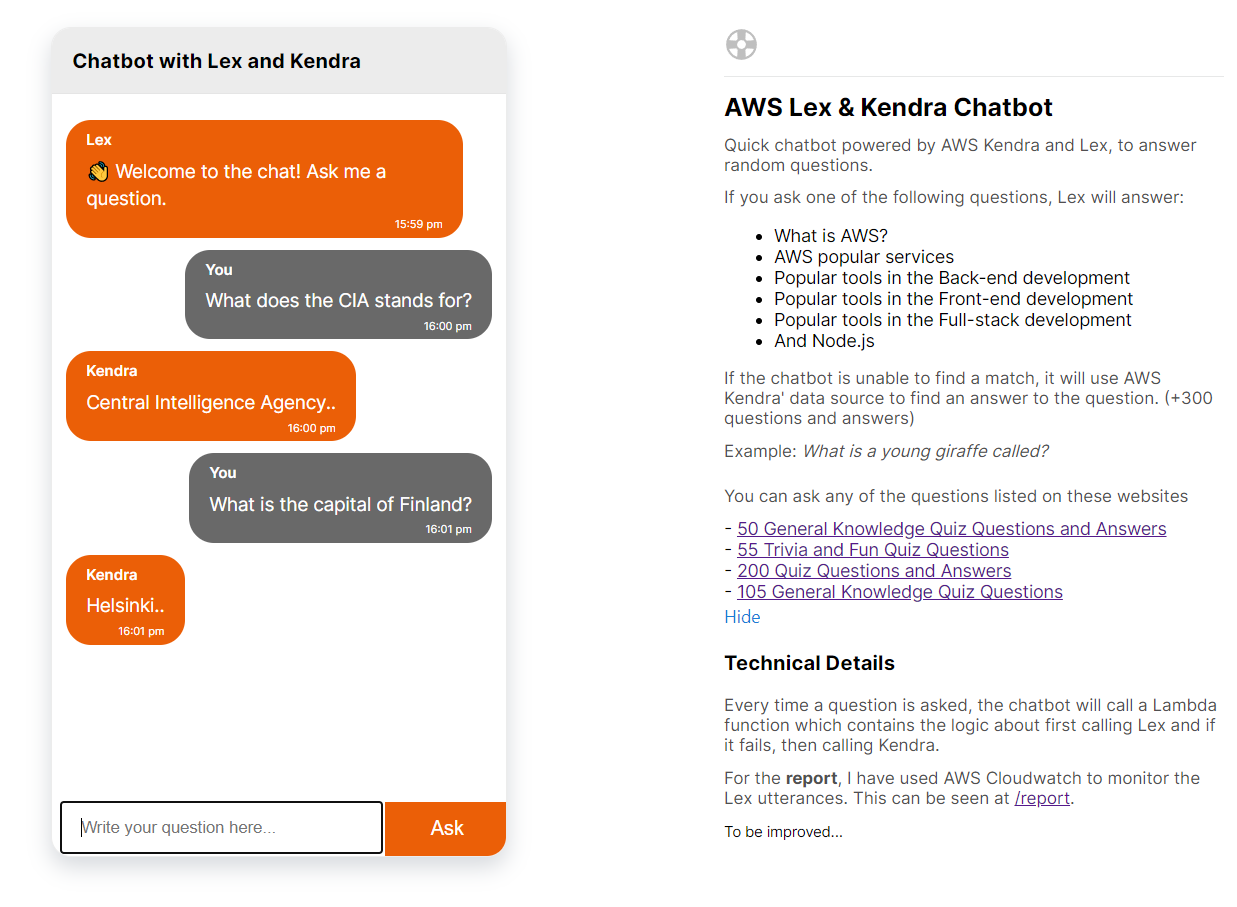 Chatbot with Lex and Kendra
Lex
👏 Welcome to the chat! Ask me a
question.
15:59 pm
You
What does the CIA stands for?
16:00 pm
Kendra
Central Intelligence Agency..
16:00 pm
You
What is the capital of Finland?
16:01 pm
Kendra
Helsinki..
16:01 pm
Write your question here...
Ask
AWS Lex & Kendra Chatbot
Quick chatbot powered by AWS Kendra and Lex, to answer
random questions.
If you ask one of the following questions, Lex will answer:
• What is AWS?
• AWS popular services
• Popular tools in the Back-end development
• Popular tools in the Front-end development
• Popular tools in the Full-stack development
• And Node.js
If the chatbot is unable to find a match, it will use AWS
Kendra' data source to find an answer to the question. (+300
questions and answers)
Example: What is a young giraffe called?
You can ask any of the questions listed on these websites
- 50 General Knowledge Quiz Questions and Answers
- 55 Trivia and Fun Quiz Questions
- 200 Quiz Questions and Answers
- 105 General Knowledge Quiz Questions
Hide
Technical Details
Every time a question is asked, the chatbot will call a Lambda
function which contains the logic about first calling Lex and if
it fails, then calling Kendra.
For the report, I have used AWS Cloudwatch to monitor the
Lex utterances. This can be seen at /report.
To be improved...